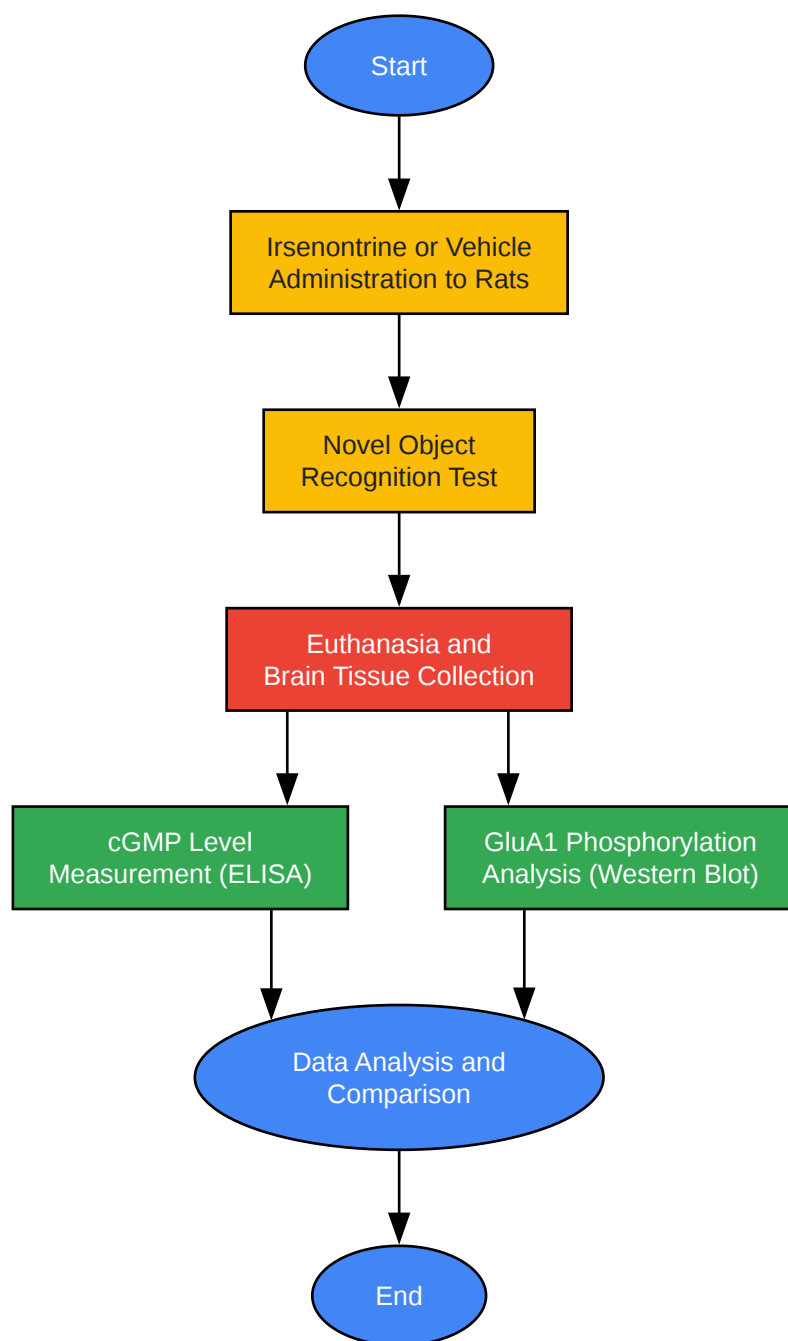 Start
Irsenontrine or Vehicle
Administration to Rats
Novel Object
Recognition Test
Euthanasia and
Brain Tissue Collection
cGMP Level
Measurement (ELISA)
GluA1 Phosphorylation
Analysis (Western Blot)
Data Analysis and
Comparison
End